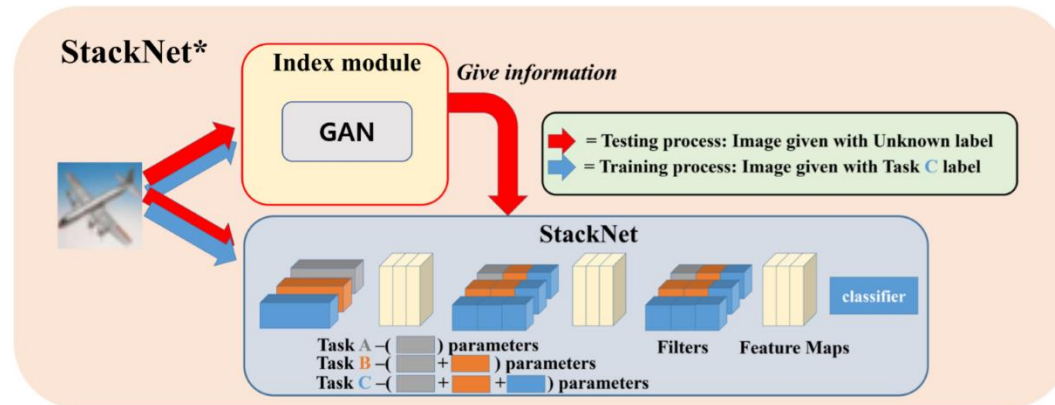 StackNet*
Index module
Give information
GAN
= Testing process: Image given with Unknown label
= Training process: Image given with Task C label
StackNet
classifier
Task A –( ) parameters
Filters
Feature Maps
Task B –( + ) parameters
Task C –( + + ) parameters